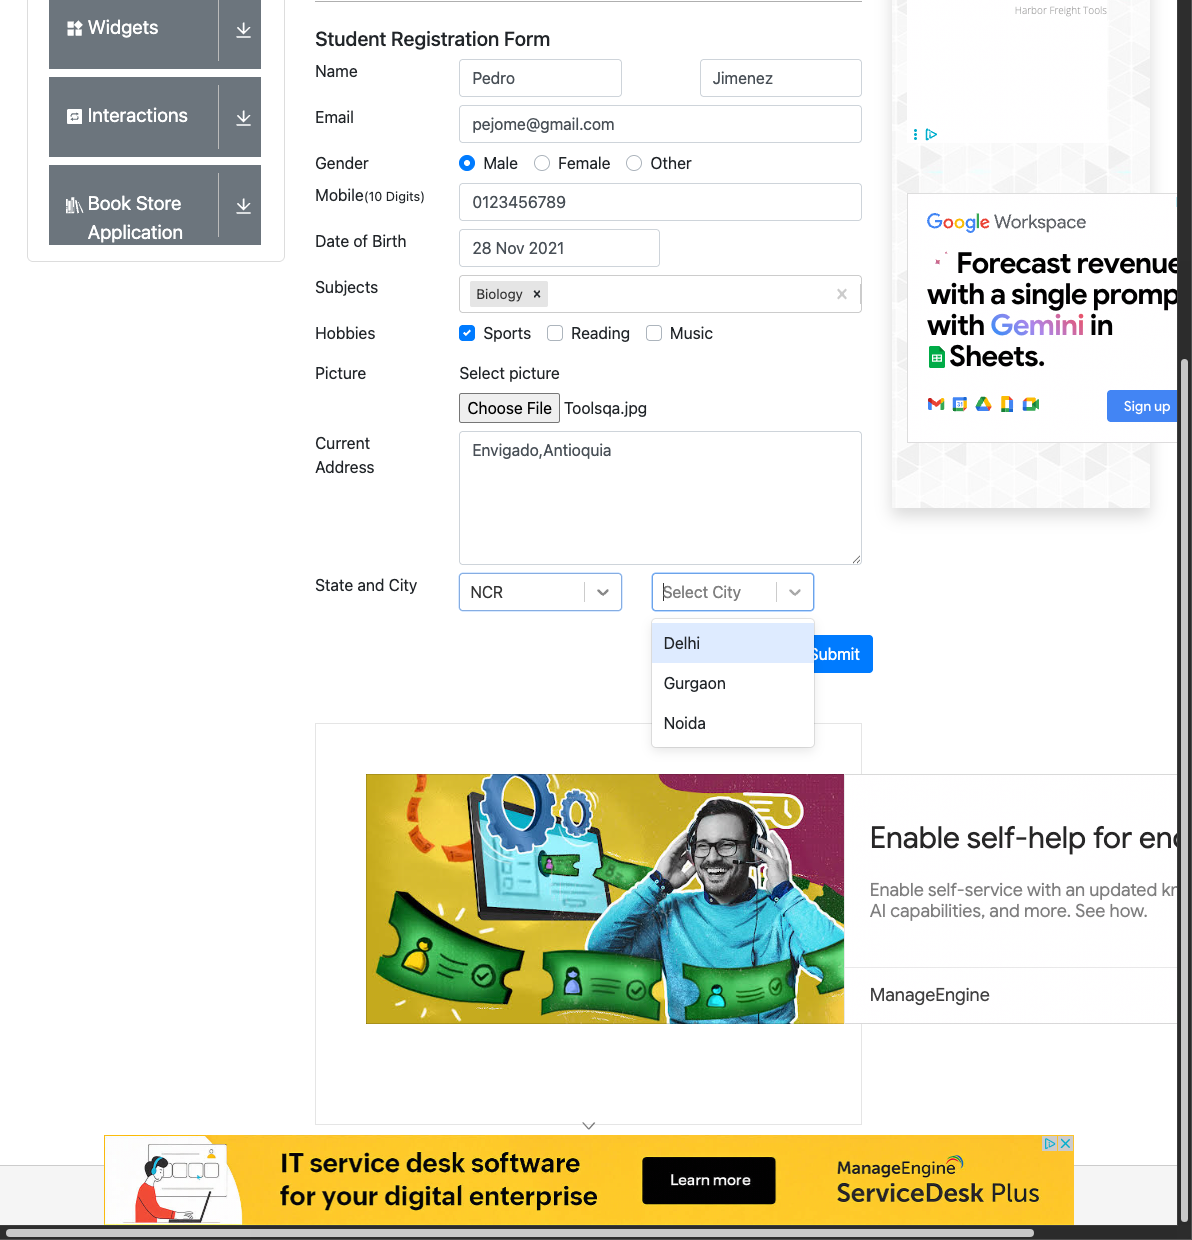 Widgets
Interactions
Book Store
Application
Student Registration Form
Name
Pedro
Jimenez
Email
pejome@gmail.com
Gender
Male
Female
Other
Mobile(10 Digits)
0123456789
Date of Birth
28 Nov 2021
Subjects
Biology
Hobbies
Sports
Reading
Music
Picture
Select picture
Choose File Toolsqa.jpg
Current
Address
Envigado,Antioquia
State and City
NCR
Select City
Delhi
Gurgaon
Noida
Submit
Harbor Freight Tools
Google Workspace
Forecast revenue
with a single promp
with Gemini in
Sheets.
31
Sign up
Enable self-help for en
Enable self-service with an updated kr
AI capabilities, and more. See how.
ManageEngine
IT service desk software
for your digital enterprise
Learn more
ManageEngine
ServiceDesk Plus